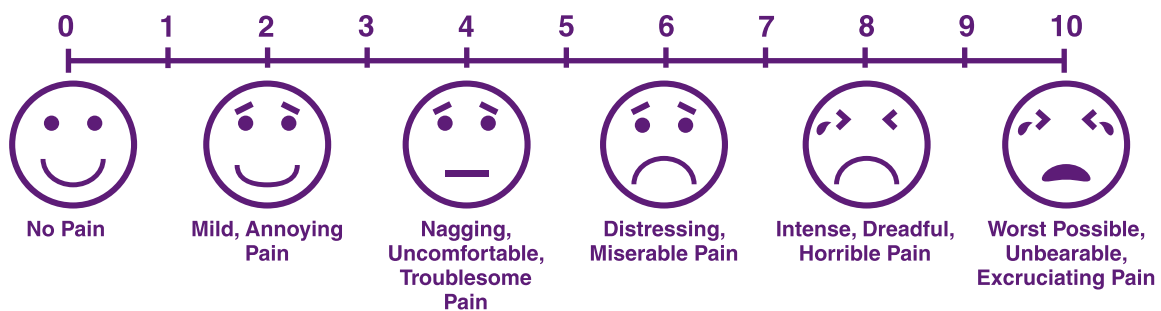 0 1 2 3 4 5 6 7 8 9 10
No Pain
Mild, Annoying
Pain
Nagging,
Uncomfortable,
Troublesome
Pain
Distressing,
Miserable Pain
Intense, Dreadful,
Horrible Pain
Worst Possible,
Unbearable,
Excruciating Pain